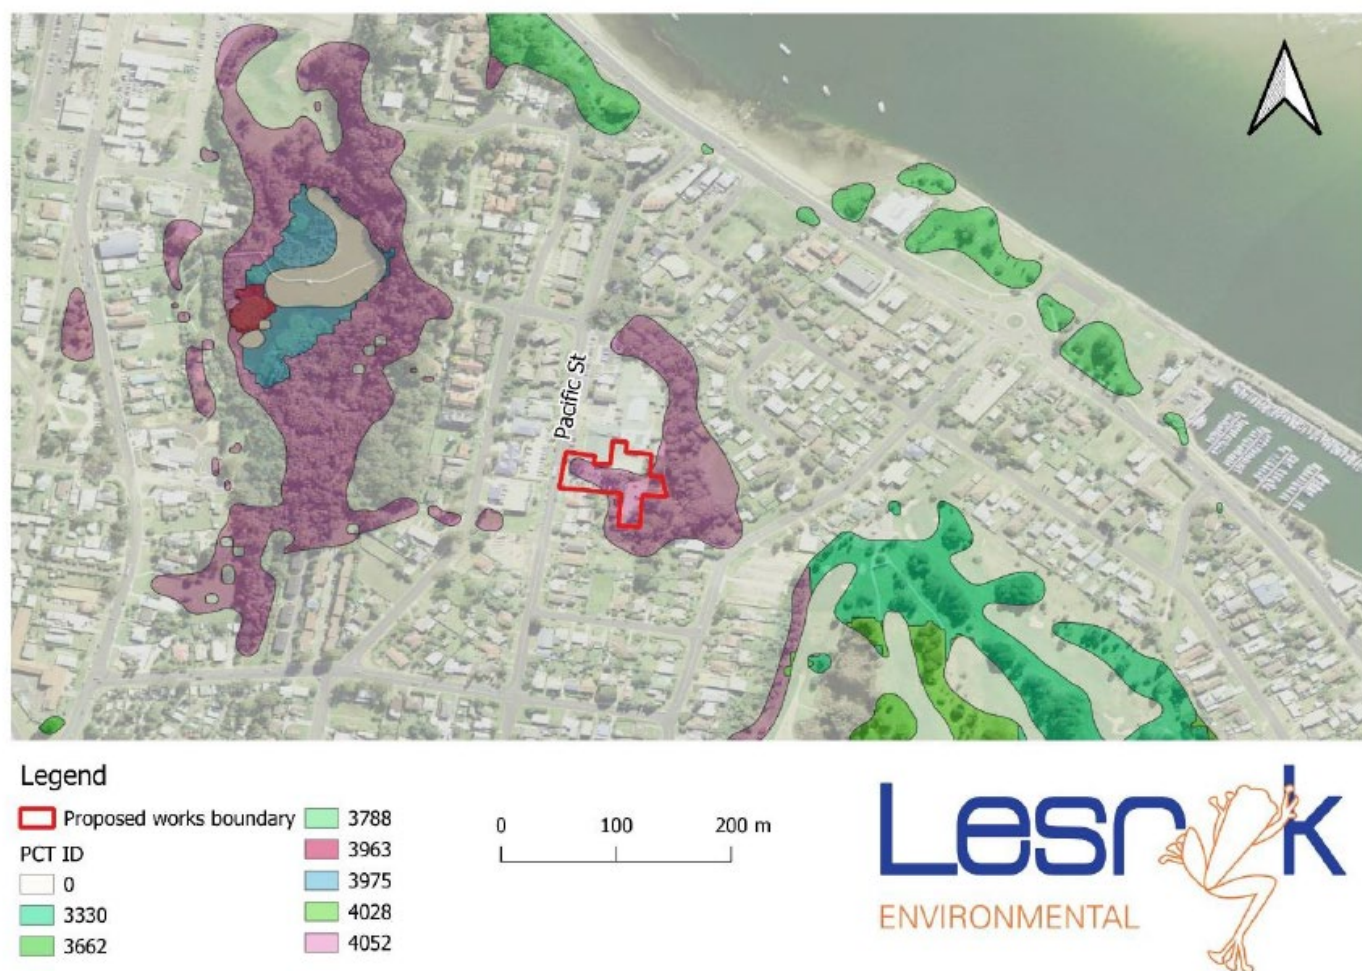 Pacific St
Legend
Proposed works boundary
PCT ID
0
3330
3662
3788
3963
3975
4028
4052
0 100 200 m
Lesryk
ENVIRONMENTAL